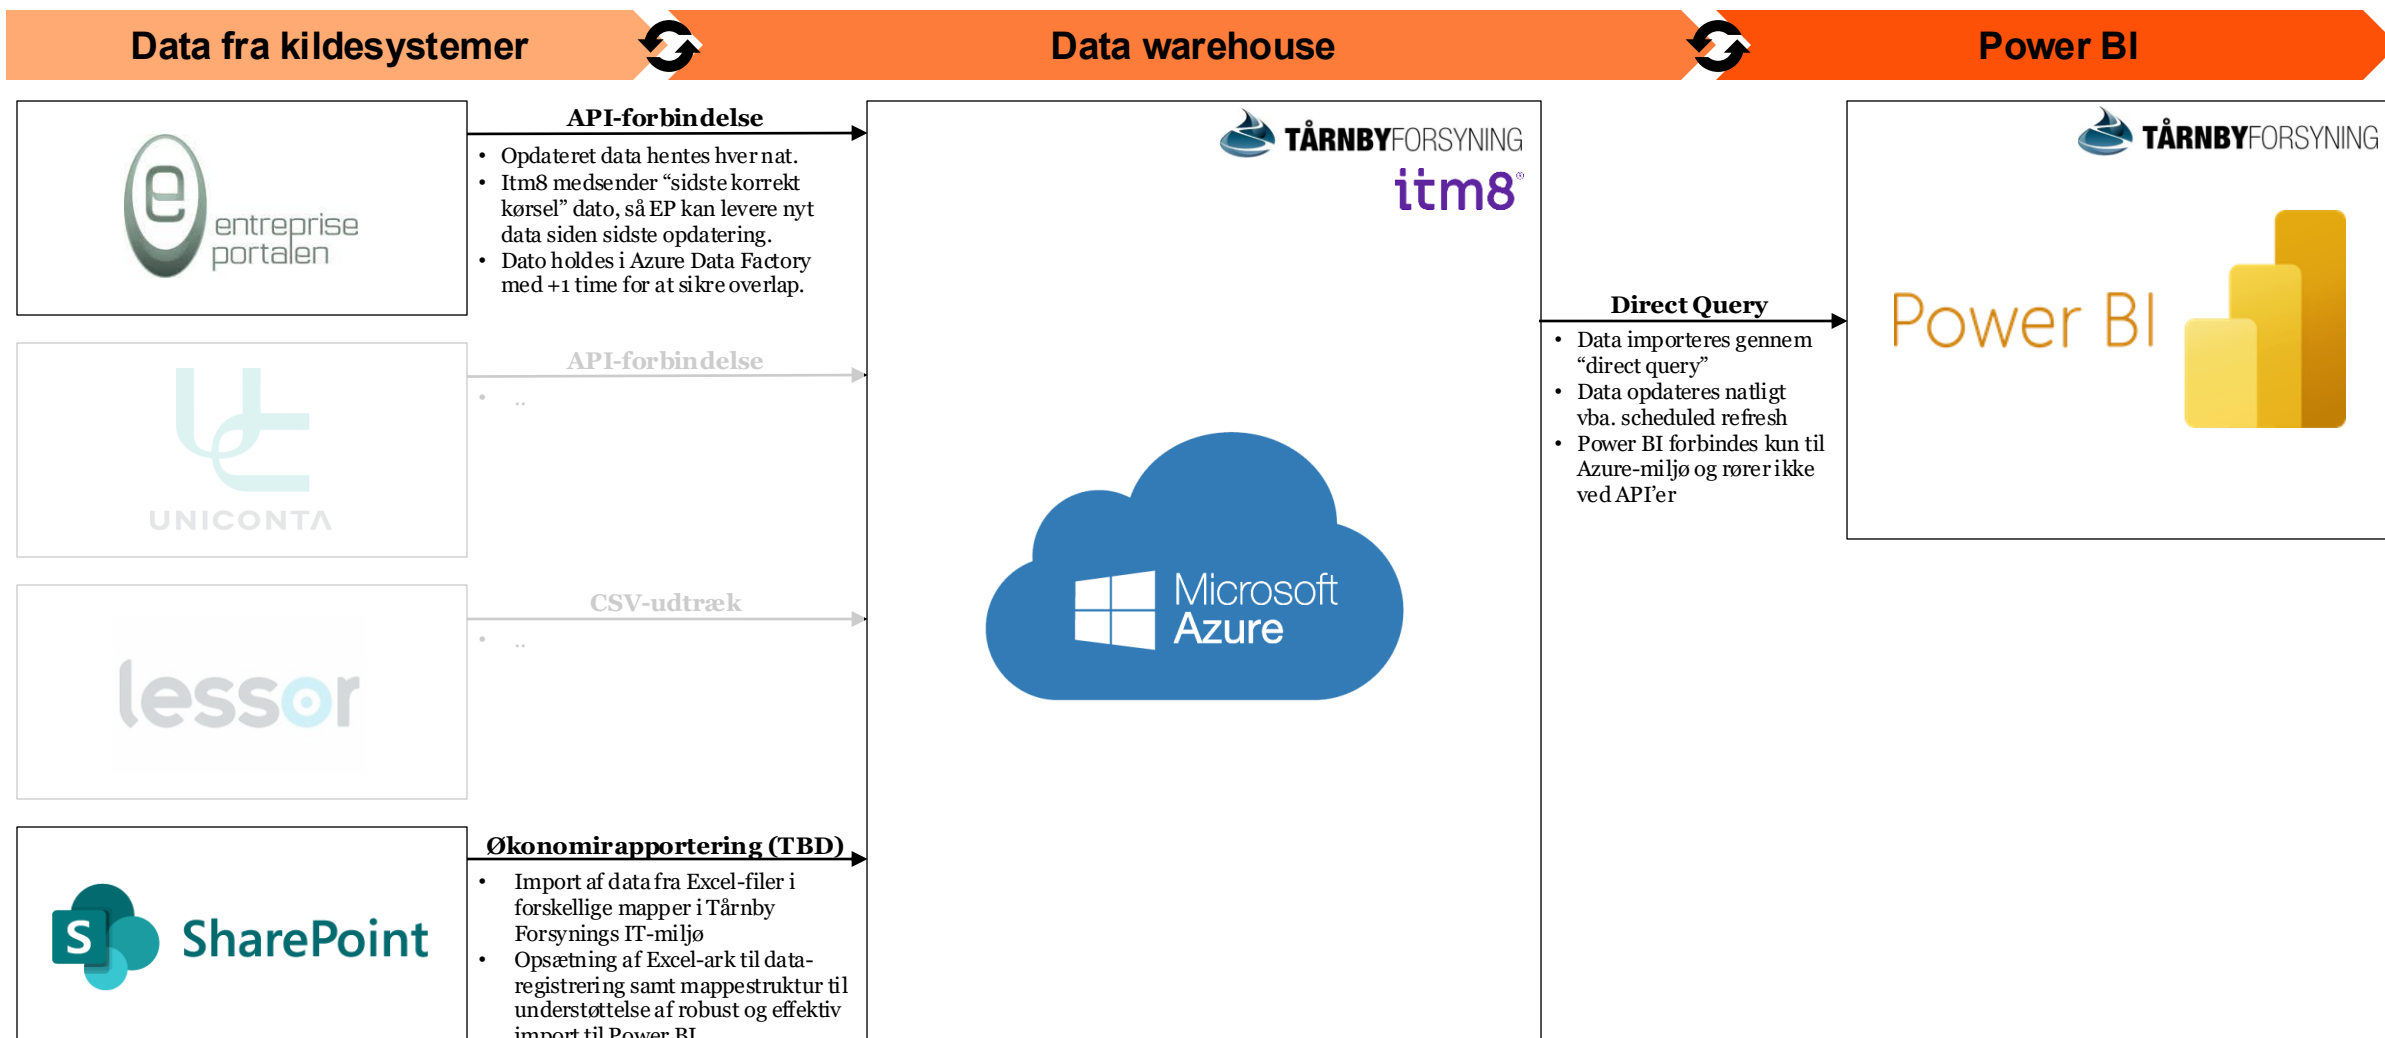 Data fra kildesystemer
Data warehouse
Power BI
e
entreprise
portalen
API-forbindelse
• Opdateret data hentes hver nat.
• Itm8 medsender “sidste korrekt
kørsel” dato, så EP kan levere nyt
data siden sidste opdatering.
• Dato holdes i Azure Data Factory
med +1 time for at sikre overlap.
UNICONTA
API-forbindelse
• ..
lessor
CSV-udtræk
• ..
S SharePoint
Økonomirapportering (TBD)
• Import af data fra Excel-filer i
forskellige mapper i Tårnby
Forsynings IT-miljø
• Opsætning af Excel-ark til data-
registrering samt mappestruktur til
understøttelse af robust og effektiv
import til Power BI
TÅRNBYFORSYNING
itm8®
Microsoft
Azure
Direct Query
• Data importeres gennem
“direct query”
• Data opdateres natligt
vba. scheduled refresh
• Power BI forbindes kun til
Azure-miljø og rører ikke
ved API’er
TÅRNBYFORSYNING
Power BI